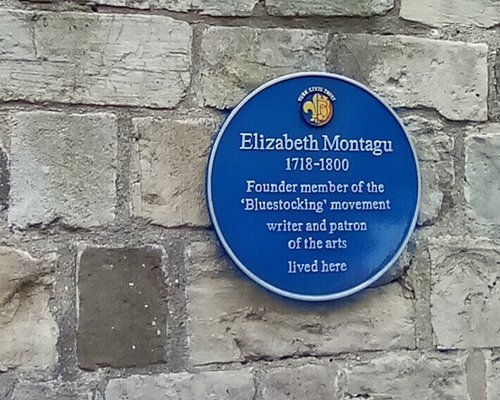 YORK CIVIC TRUST
Elizabeth Montagu
1718-1800
Founder member of the
'Bluestocking' movement
writer and patron
of the arts
lived here